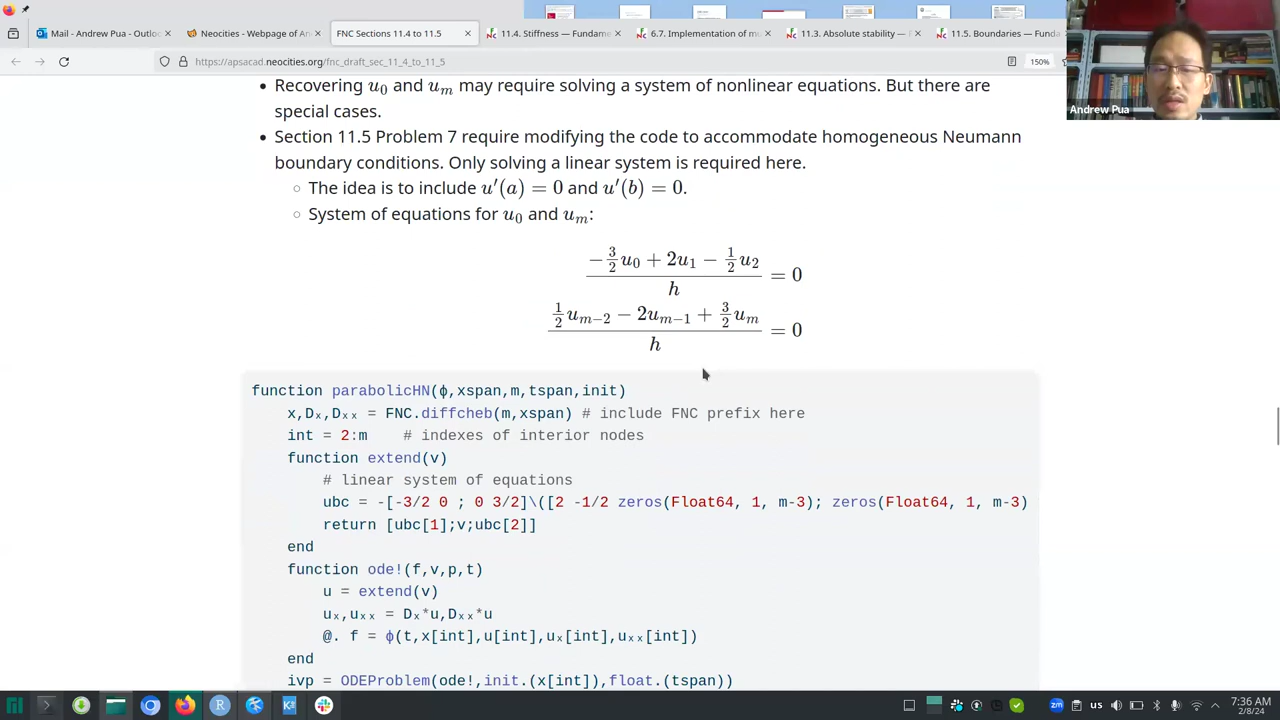 Mail - Andrew Pua - Outlo
Neocities - Webpage of An
FNC Sections 11.4 to 11.5
11.4. Stiffness — Fundame
6.7. Implementation of mu
11.3. Absolute stability — F
11.5. Boundaries — Funda
https://apsacad.neocities.org/fnc_draft_sec_11_4_to_11_5
150%
Andrew Pua
• Recovering u₀ and uₘ may require solving a system of nonlinear equations. But there are
special cases.
• Section 11.5 Problem 7 require modifying the code to accommodate homogeneous Neumann
boundary conditions. Only solving a linear system is required here.
○ The idea is to include u′(a) = 0 and u′(b) = 0.
○ System of equations for u₀ and uₘ:
(−3/2 u₀ + 2u₁ − 1/2 u₂) / h = 0
(1/2 uₘ₋₂ − 2uₘ₋₁ + 3/2 uₘ) / h = 0
function parabolicHN(ϕ,xspan,m,tspan,init)
x,Dₓ,Dₓₓ = FNC.diffcheb(m,xspan) # include FNC prefix here
int = 2:m # indexes of interior nodes
function extend(v)
# linear system of equations
ubc = -[-3/2 0 ; 0 3/2]\([2 -1/2 zeros(Float64, 1, m-3); zeros(Float64, 1, m-3)
return [ubc[1];v;ubc[2]]
end
function ode!(f,v,p,t)
u = extend(v)
uₓ,uₓₓ = Dₓ*u,Dₓₓ*u
@. f = ϕ(t,x[int],u[int],uₓ[int],uₓₓ[int])
end
ivp = ODEProblem(ode!,init.(x[int]),float.(tspan))
us
7:36 AM
2/8/24